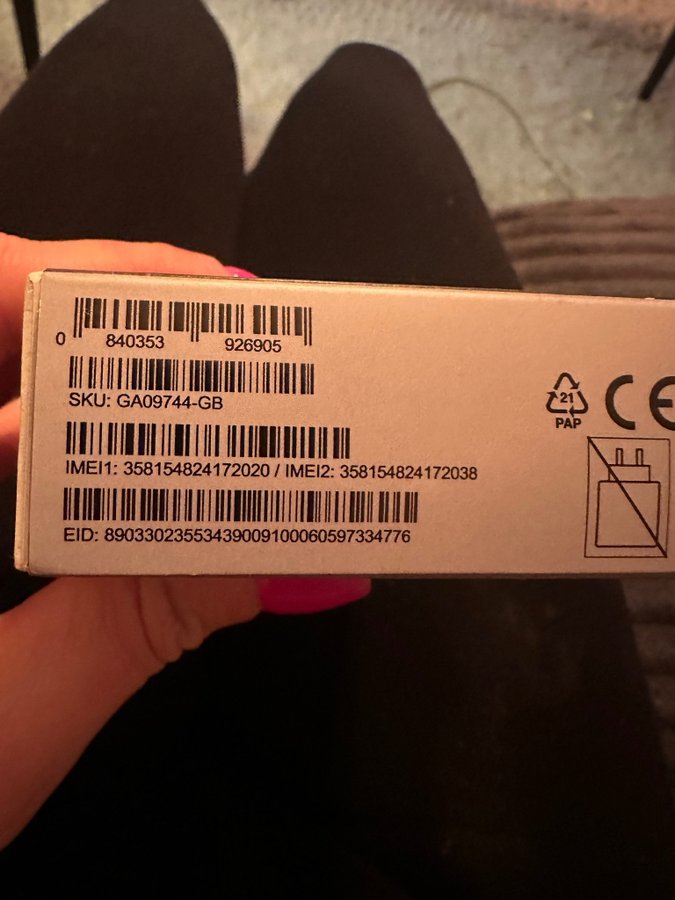 0 840353 926905
SKU: GA09744-GB
IMEI1: 358154824172020 / IMEI2: 358154824172038
EID: 89033023553439009100060597334776
21
PAP
CE